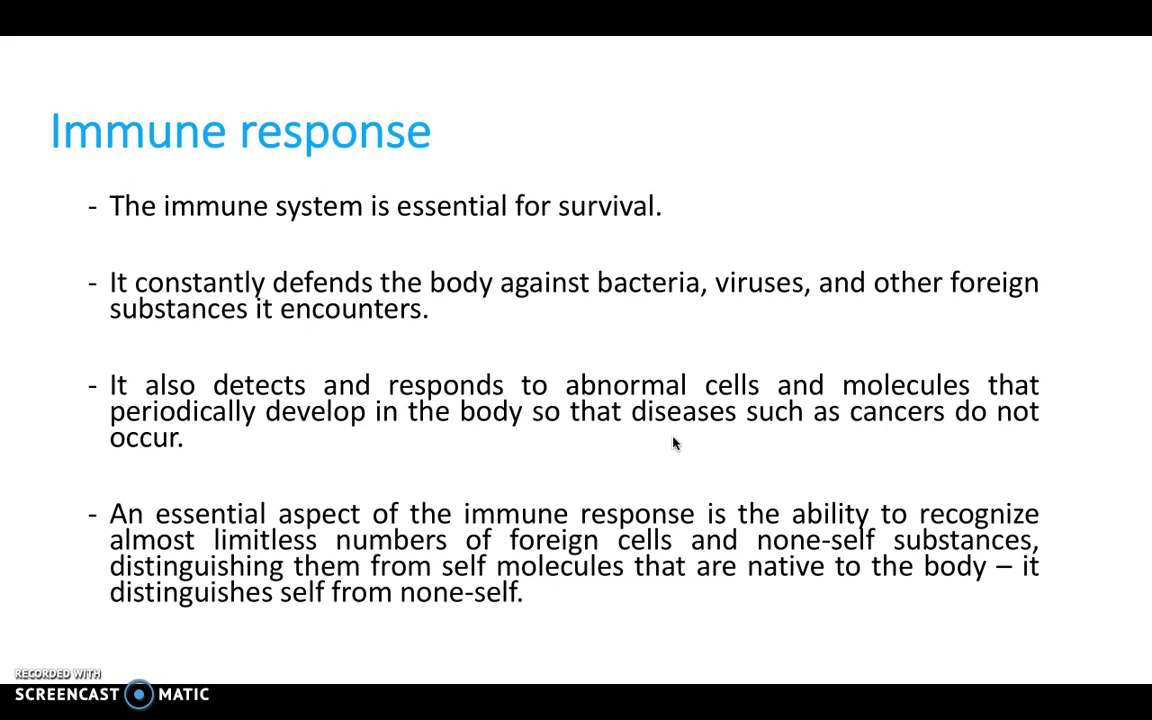 Immune response
- The immune system is essential for survival.
- It constantly defends the body against bacteria, viruses, and other foreign
substances it encounters.
- It also detects and responds to abnormal cells and molecules that
periodically develop in the body so that diseases such as cancers do not
occur.
- An essential aspect of the immune response is the ability to recognize
almost limitless numbers of foreign cells and none-self substances,
distinguishing them from self molecules that are native to the body – it
distinguishes self from none-self.
RECORDED WITH
SCREENCAST MATIC